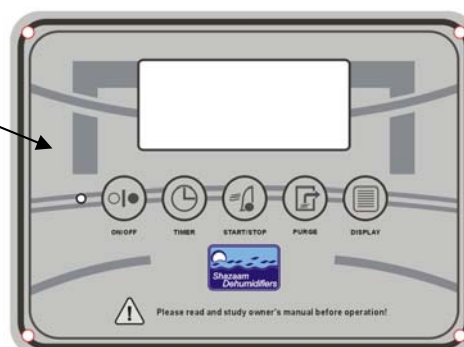 ON/OFF TIMER START/STOP PURGE DISPLAY
Shazaam
Dehumidifiers
Please read and study owner's manual before operation!